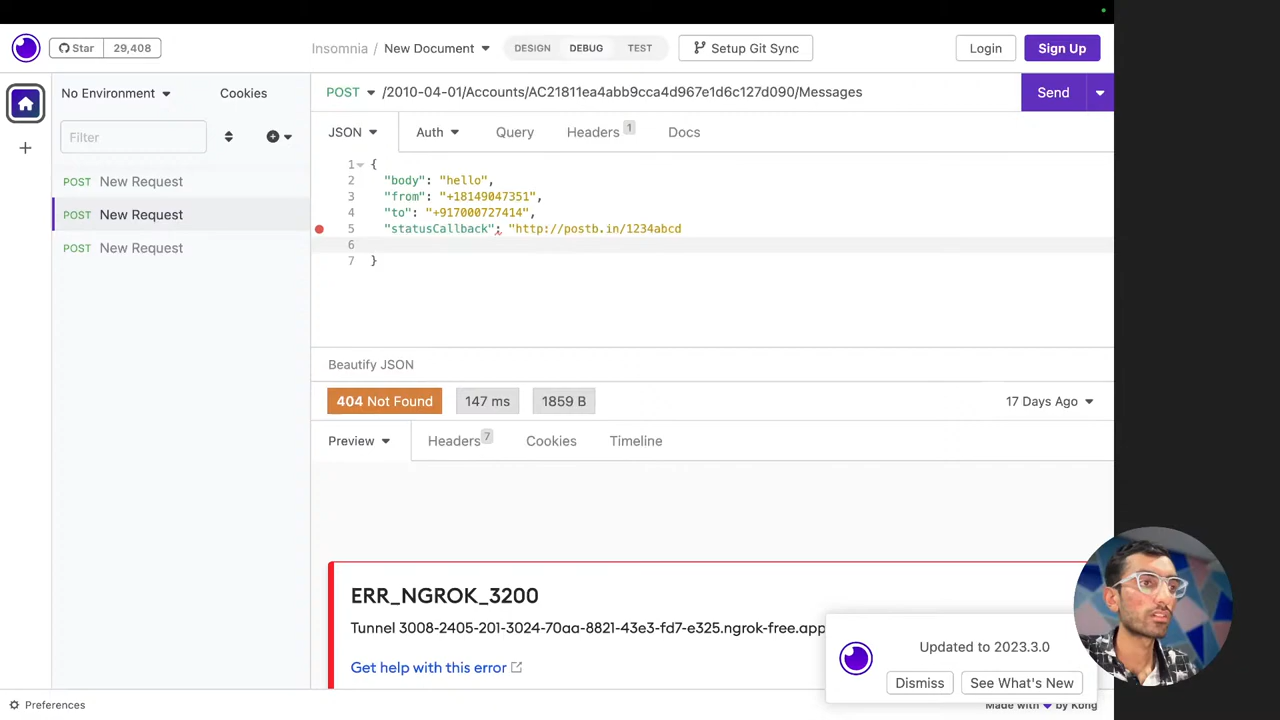 Star 29,408
Insomnia / New Document
DESIGN DEBUG TEST
Setup Git Sync
Login
Sign Up
No Environment
Cookies
Filter
POST New Request
POST New Request
POST New Request
POST /2010-04-01/Accounts/AC21811ea4abb9cca4d967e1d6c127d090/Messages
Send
JSON Auth Query Headers 1 Docs
1 {
2 "body": "hello",
3 "from": "+18149047351",
4 "to": "+917000727414",
5 "statusCallback": "http://postb.in/1234abcd
6
7 }
Beautify JSON
404 Not Found 147 ms 1859 B
17 Days Ago
Preview Headers 7 Cookies Timeline
ERR_NGROK_3200
Tunnel 3008-2405-201-3024-70aa-8821-43e3-fd7-e325.ngrok-free.app
Get help with this error
Updated to 2023.3.0
Dismiss
See What's New
Preferences
Made with by Kong